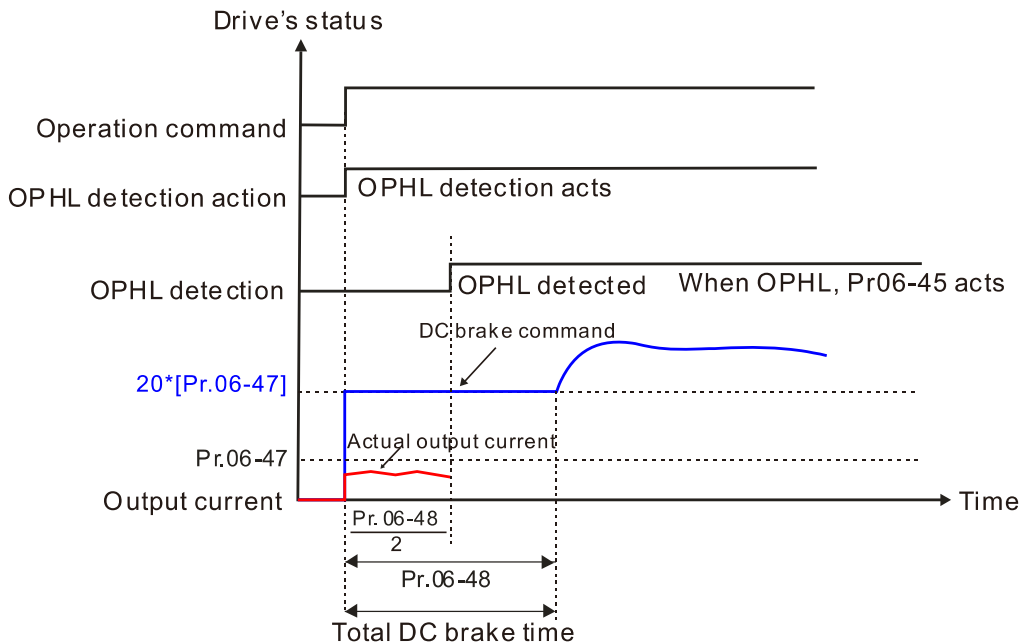 Drive's status
Operation command
OPHL detection action
OPHL detection acts
OPHL detection
OPHL detected
When OPHL, Pr06-45 acts
DC brake command
20*[Pr.06-47]
Actual output current
Pr.06-47
Output current
Time
Pr. 06-48
2
Pr.06-48
Total DC brake time